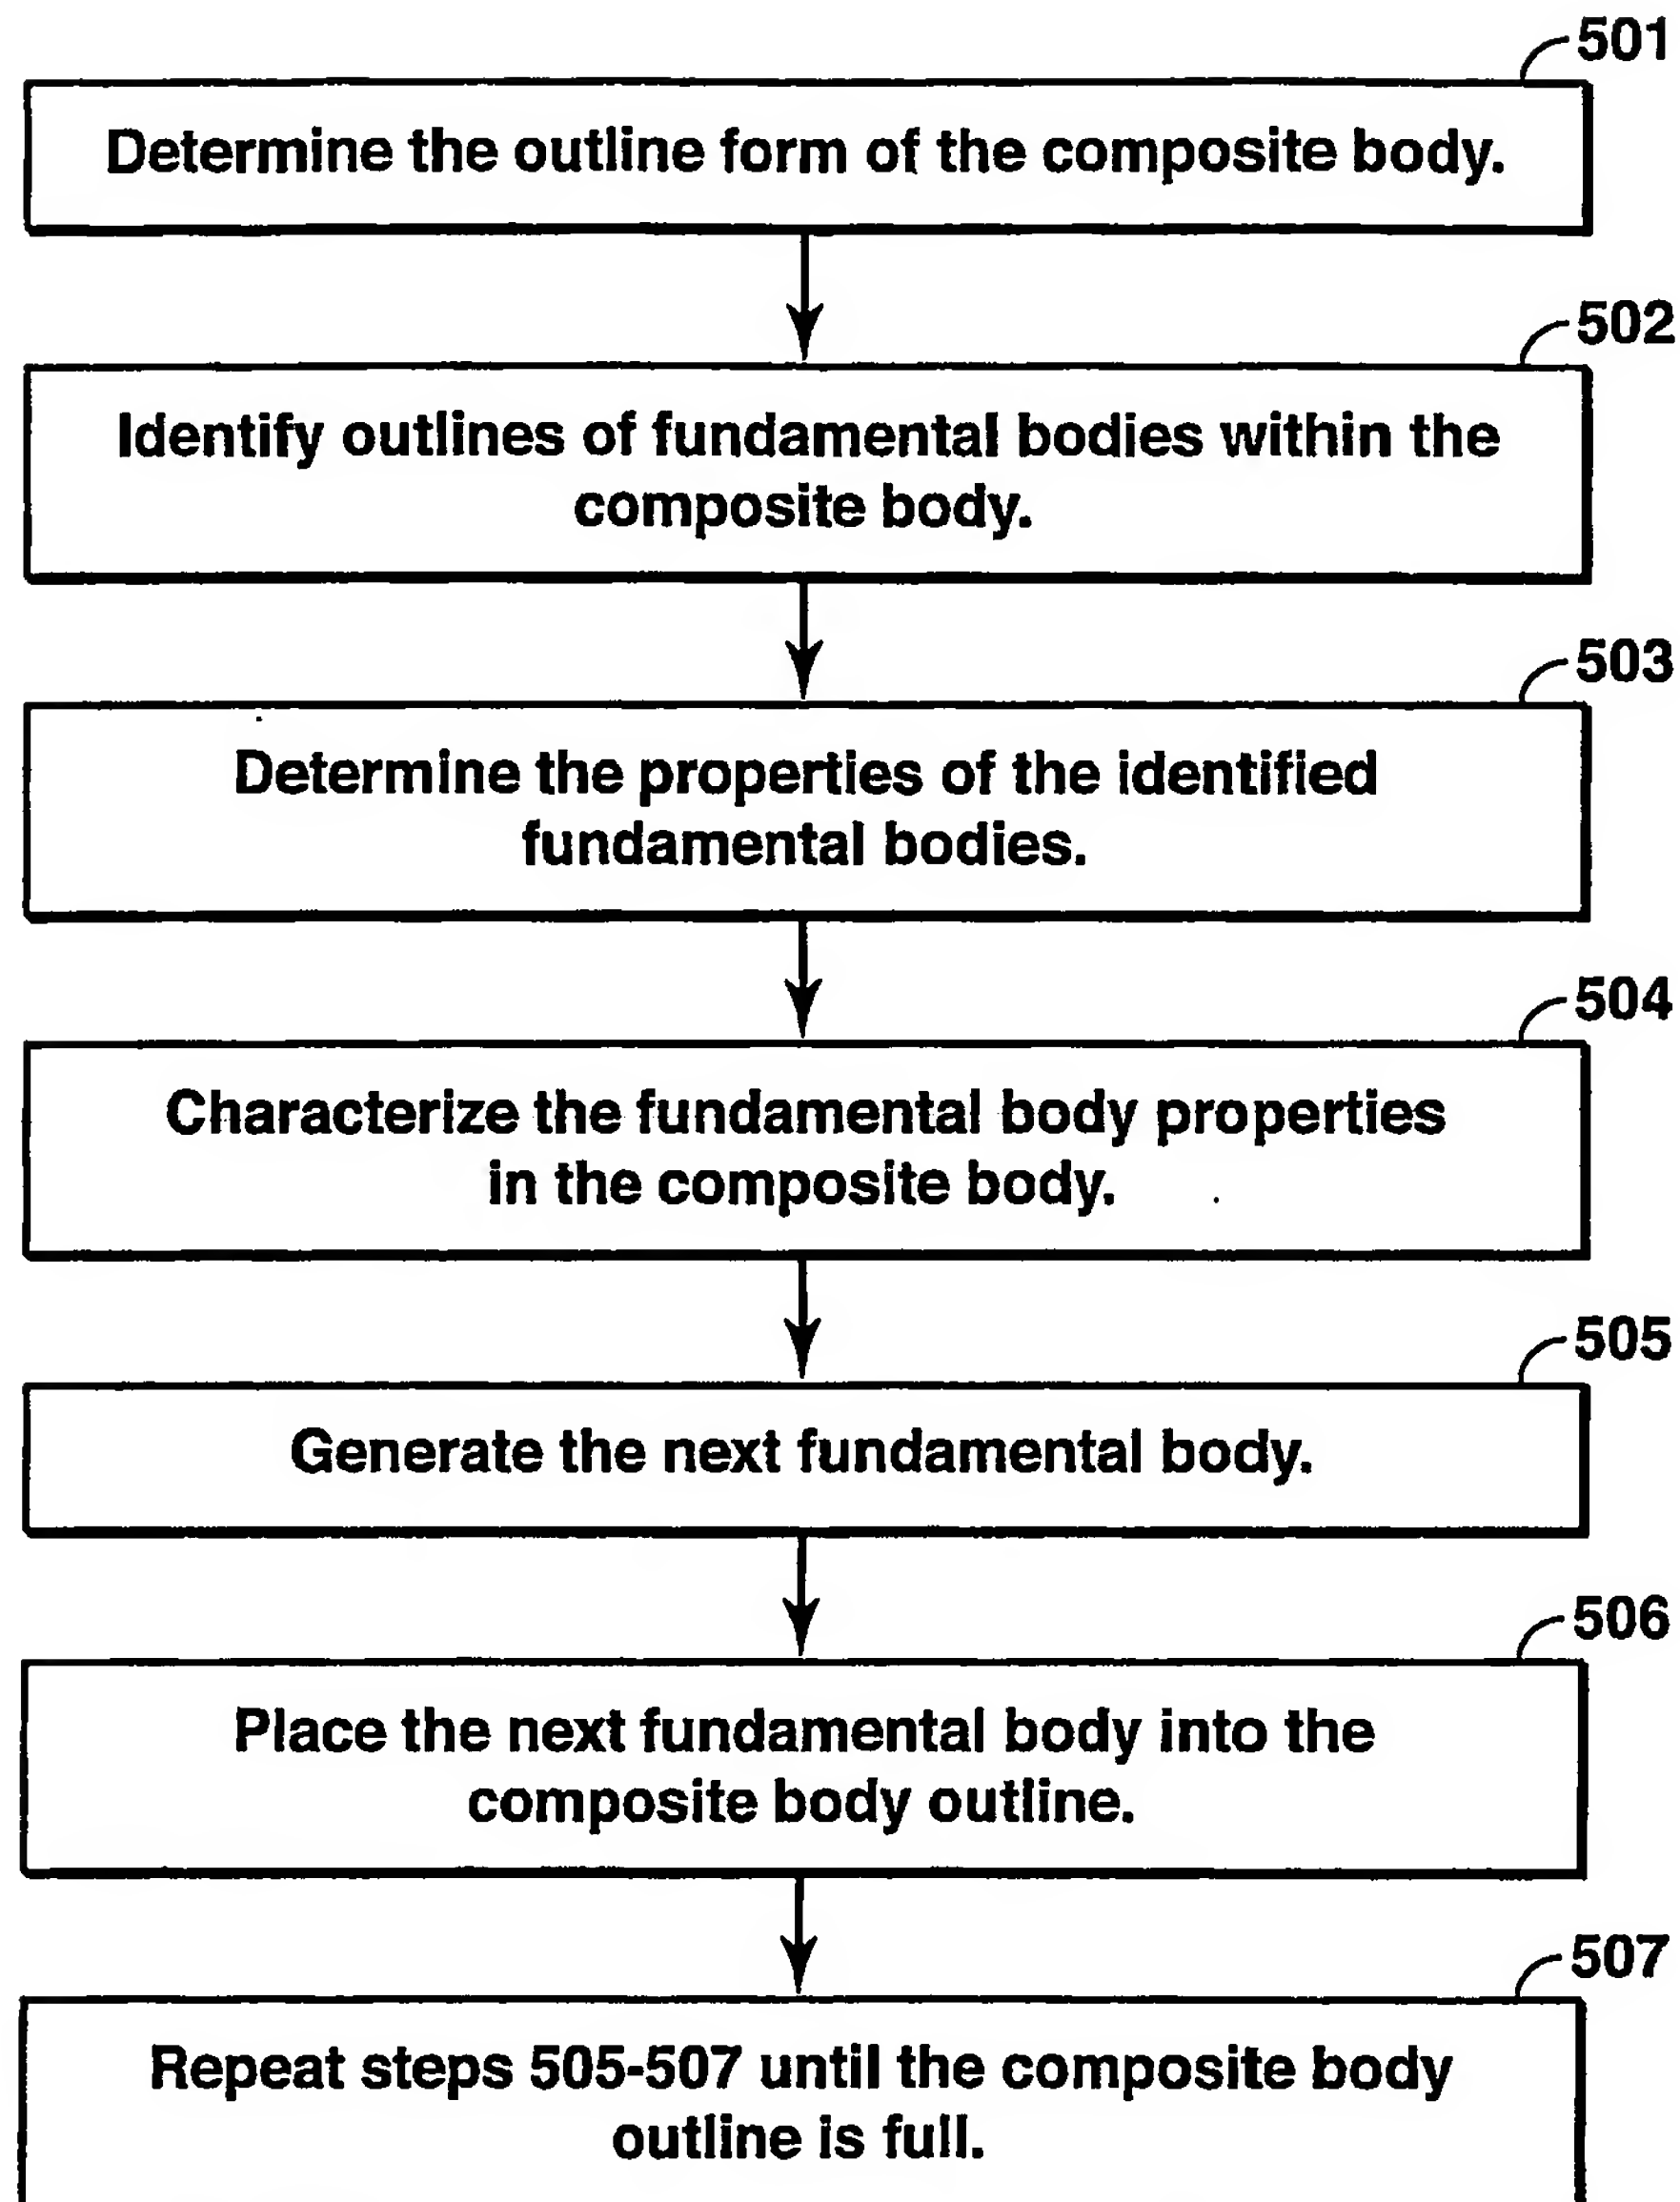 501
Determine the outline form of the composite body.
502
Identify outlines of fundamental bodies within the
composite body.
503
Determine the properties of the identified
fundamental bodies.
504
Characterize the fundamental body properties
in the composite body.
505
Generate the next fundamental body.
506
Place the next fundamental body into the
composite body outline.
507
Repeat steps 505-507 until the composite body
outline is full.